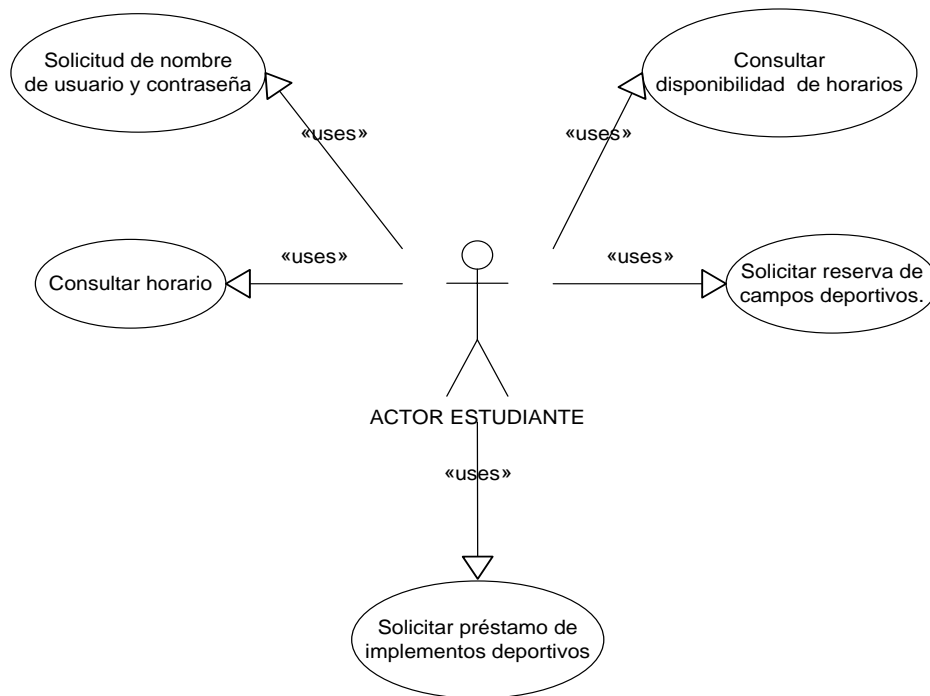 Solicitud de nombre
de usuario y contraseña
Consultar
disponibilidad de horarios
«uses»
«uses»
«uses»
«uses»
Consultar horario
Solicitar reserva de
campos deportivos.
ACTOR ESTUDIANTE
«uses»
Solicitar préstamo de
implementos deportivos